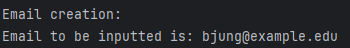 Email creation:
Email to be inputted is: bjung@example.edu